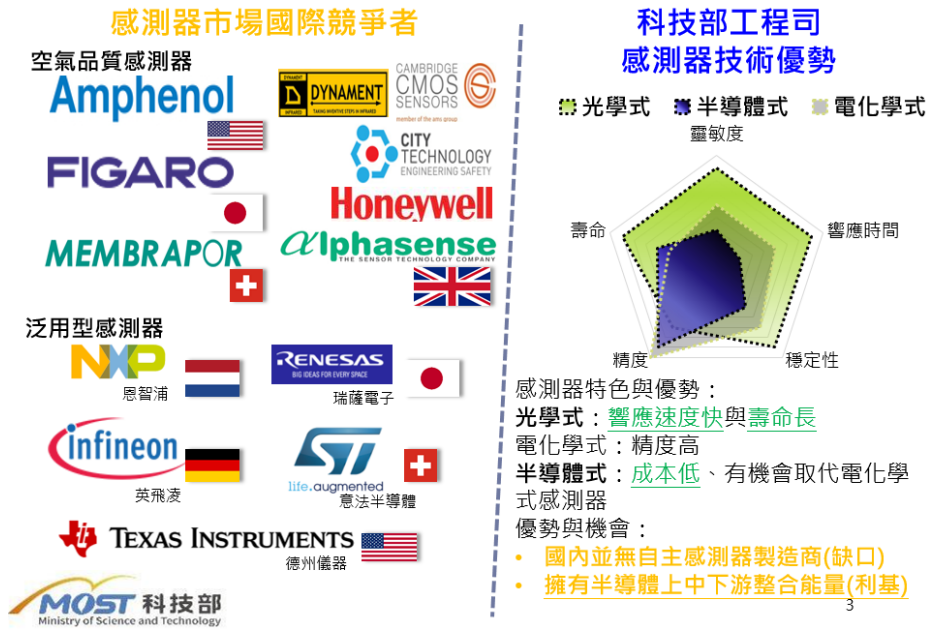 感測器市場國際競爭者
空氣品質感測器
Amphenol
DYNAMENT
D DYNAMENT
CAMBRIDGE
CMOS
SENSORS
member of the ams group
FIGARO
CITY
TECHNOLOGY
ENGINEERING SAFETY
Honeywell
MEMBRAPOR
αlphasense
THE SENSOR TECHNOLOGY COMPANY
泛用型感測器
NXP
恩智浦
RENESAS
BIG IDEAS FOR EVERY SPACE
瑞薩電子
infineon
英飛凌
ST
life.augmented
意法半導體
TEXAS INSTRUMENTS
德州儀器
MOST 科技部
Ministry of Science and Technology
科技部工程司
感測器技術優勢
光學式 半導體式 電化學式
靈敏度
壽命
響應時間
精度
穩定性
感測器特色與優勢：
光學式：響應速度快與壽命長
電化學式：精度高
半導體式：成本低、有機會取代電化學
式感測器
優勢與機會：
• 國內並無自主感測器製造商(缺口)
• 擁有半導體上中下游整合能量(利基)
3